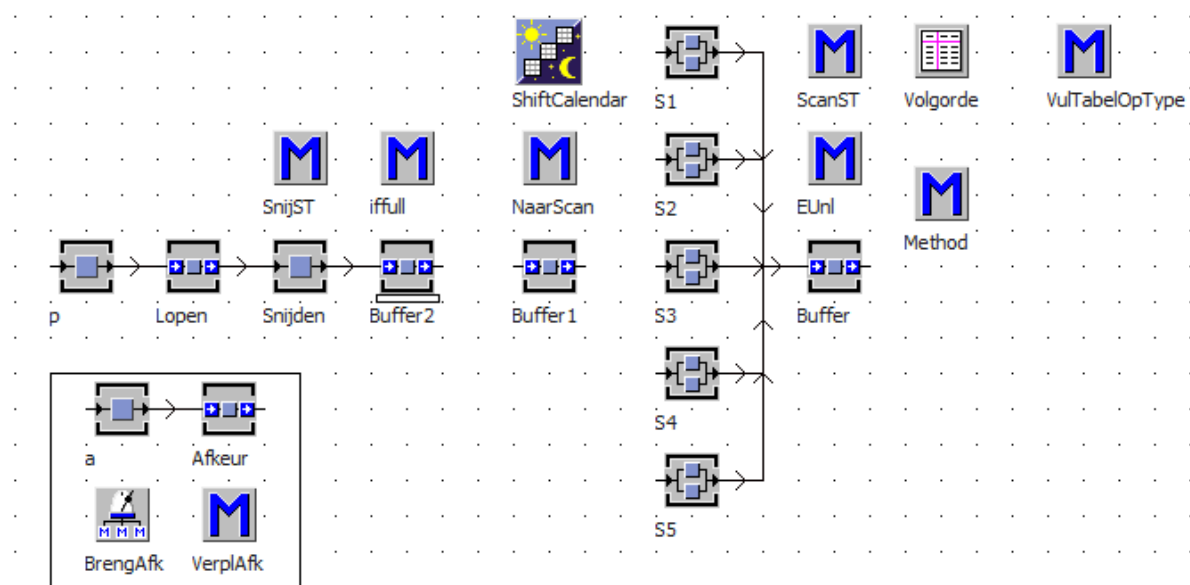 ShiftCalendar S1 ScanST Volgorde VulTabelOpType
SnijST iffull NaarScan S2 EUnl
Method
p Lopen Snijden Buffer2 Buffer1 S3 Buffer
S4
a Afkeur
S5
BrengAfk VerplAfk